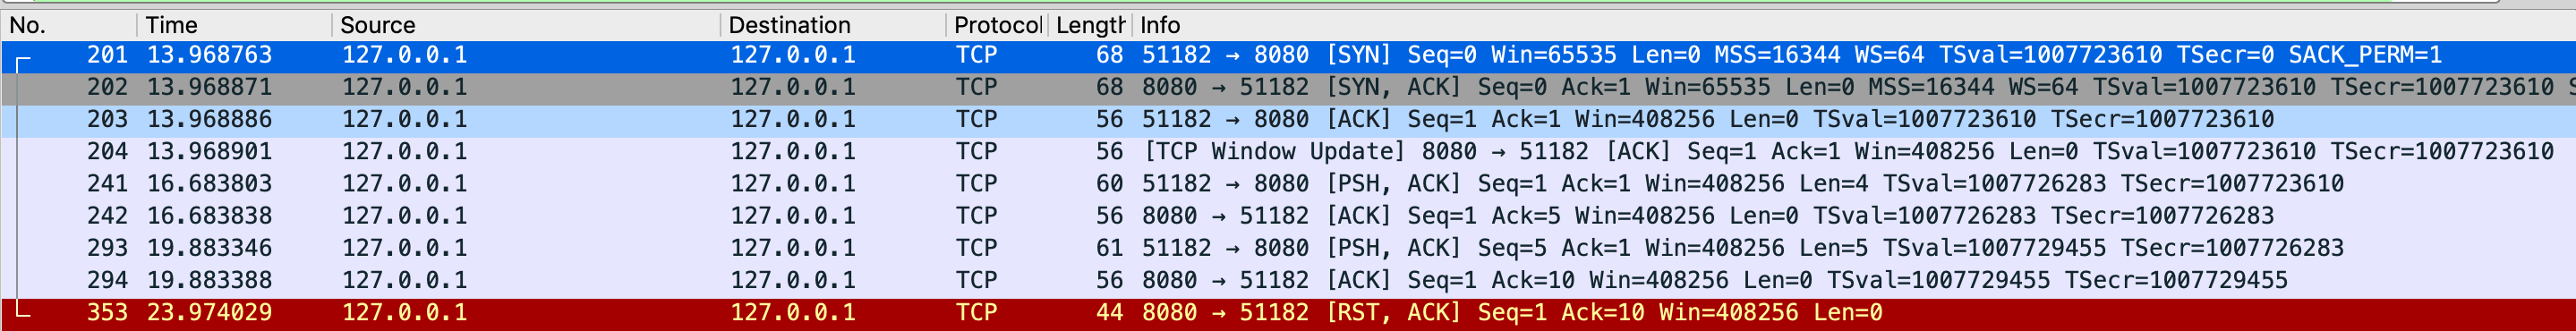 No. Time Source Destination Protocol Length Info
201 13.968763 127.0.0.1 127.0.0.1 TCP 68 51182 → 8080 [SYN] Seq=0 Win=65535 Len=0 MSS=16344 WS=64 TSval=1007723610 TSecr=0 SACK_PERM=1
202 13.968871 127.0.0.1 127.0.0.1 TCP 68 8080 → 51182 [SYN, ACK] Seq=0 Ack=1 Win=65535 Len=0 MSS=16344 WS=64 TSval=1007723610 TSecr=1007723610 S
203 13.968886 127.0.0.1 127.0.0.1 TCP 56 51182 → 8080 [ACK] Seq=1 Ack=1 Win=408256 Len=0 TSval=1007723610 TSecr=1007723610
204 13.968901 127.0.0.1 127.0.0.1 TCP 56 [TCP Window Update] 8080 → 51182 [ACK] Seq=1 Ack=1 Win=408256 Len=0 TSval=1007723610 TSecr=1007723610
241 16.683803 127.0.0.1 127.0.0.1 TCP 60 51182 → 8080 [PSH, ACK] Seq=1 Ack=1 Win=408256 Len=4 TSval=1007726283 TSecr=1007723610
242 16.683838 127.0.0.1 127.0.0.1 TCP 56 8080 → 51182 [ACK] Seq=1 Ack=5 Win=408256 Len=0 TSval=1007726283 TSecr=1007726283
293 19.883346 127.0.0.1 127.0.0.1 TCP 61 51182 → 8080 [PSH, ACK] Seq=5 Ack=1 Win=408256 Len=5 TSval=1007729455 TSecr=1007726283
294 19.883388 127.0.0.1 127.0.0.1 TCP 56 8080 → 51182 [ACK] Seq=1 Ack=10 Win=408256 Len=0 TSval=1007729455 TSecr=1007729455
353 23.974029 127.0.0.1 127.0.0.1 TCP 44 8080 → 51182 [RST, ACK] Seq=1 Ack=10 Win=408256 Len=0